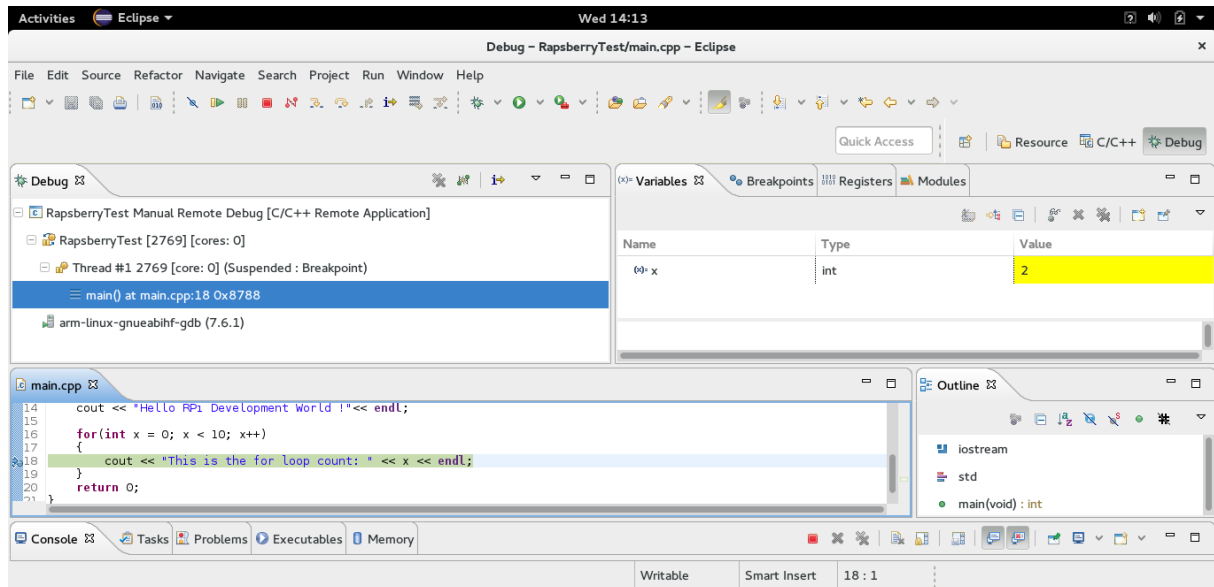 Activities Eclipse Wed 14:13
Debug – RapsberryTest/main.cpp – Eclipse
File Edit Source Refactor Navigate Search Project Run Window Help
Quick Access Resource C/C++ Debug
Debug
RapsberryTest Manual Remote Debug [C/C++ Remote Application]
RapsberryTest [2769] [cores: 0]
Thread #1 2769 [core: 0] (Suspended : Breakpoint)
main() at main.cpp:18 0x8788
arm-linux-gnueabihf-gdb (7.6.1)
(x)= Variables Breakpoints Registers Modules
Name Type Value
(x)= x int 2
main.cpp
14 cout << "Hello RPi Development World !"<< endl;
15
16 for(int x = 0; x < 10; x++)
17 {
18 cout << "This is the for loop count: " << x << endl;
19 }
20 return 0;
21 }
Outline
iostream
std
main(void) : int
Console Tasks Problems Executables Memory
Writable Smart Insert 18 : 1